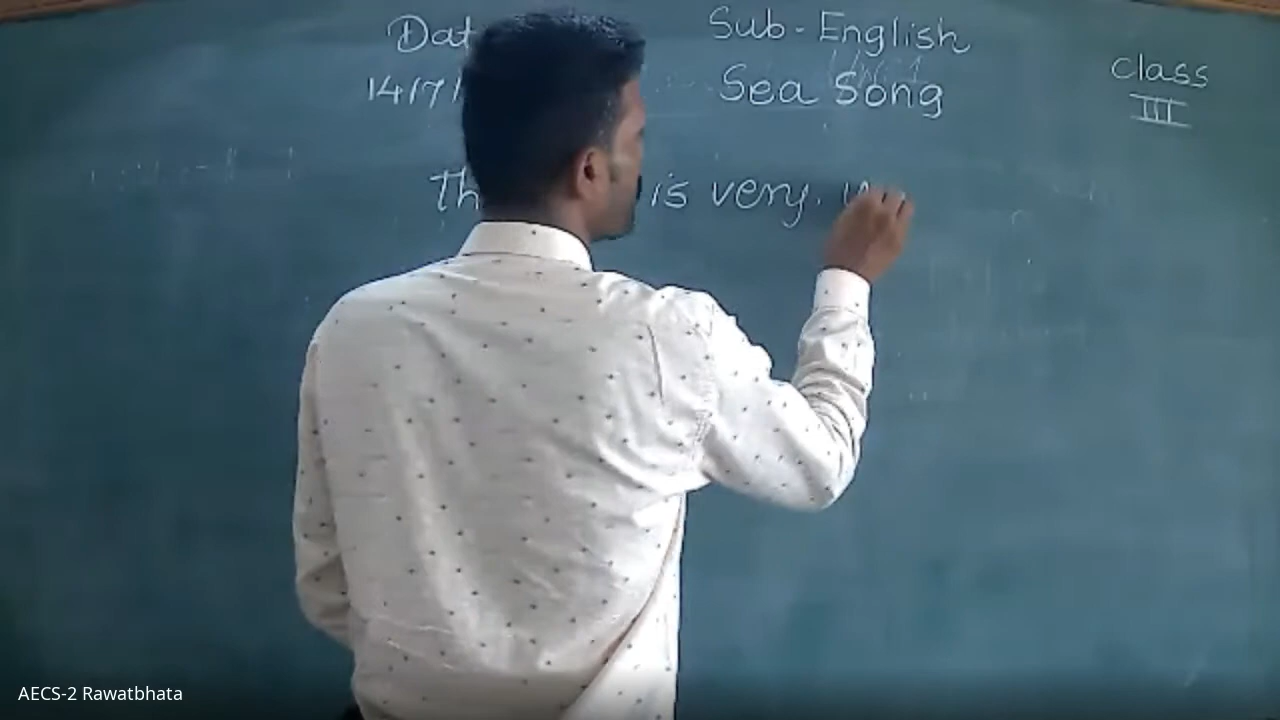 Dat Sub - English
14/7/ Sea Song
Class
III
Th is very.
AECS-2 Rawatbhata